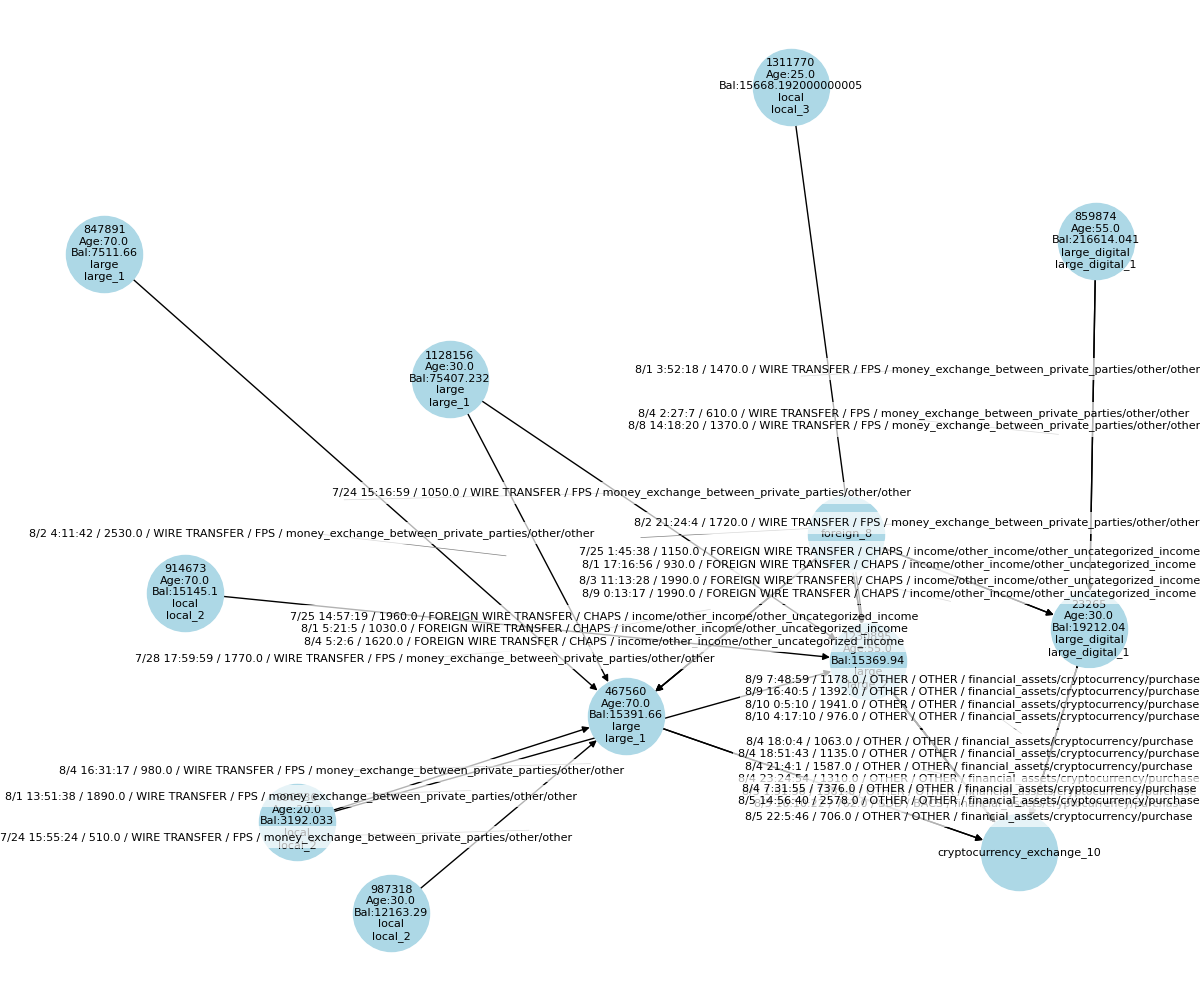 1311770
Age:25.0
Bal:15668.192000000005
local
local_3
859874
Age:55.0
Bal:216614.041
large_digital
large_digital_1
847891
Age:70.0
Bal:7511.66
large
large_1
1128156
Age:30.0
Bal:75407.232
large
large_1
8/1 3:52:18 / 1470.0 / WIRE TRANSFER / FPS / money_exchange_between_private_parties/other/other
8/4 2:27:7 / 610.0 / WIRE TRANSFER / FPS / money_exchange_between_private_parties/other/other
8/8 14:18:20 / 1370.0 / WIRE TRANSFER / FPS / money_exchange_between_private_parties/other/other
7/24 15:16:59 / 1050.0 / WIRE TRANSFER / FPS / money_exchange_between_private_parties/other/other
8/2 21:24:4 / 1720.0 / WIRE TRANSFER / FPS / money_exchange_between_private_parties/other/other
8/2 4:11:42 / 2530.0 / WIRE TRANSFER / FPS / money_exchange_between_private_parties/other/other
foreign_8
7/25 1:45:38 / 1150.0 / FOREIGN WIRE TRANSFER / CHAPS / income/other_income/other_uncategorized_income
8/1 17:16:56 / 930.0 / FOREIGN WIRE TRANSFER / CHAPS / income/other_income/other_uncategorized_income
8/3 11:13:28 / 1990.0 / FOREIGN WIRE TRANSFER / CHAPS / income/other_income/other_uncategorized_income
8/9 0:13:17 / 1990.0 / FOREIGN WIRE TRANSFER / CHAPS / income/other_income/other_uncategorized_income
914673
Age:70.0
Bal:15145.1
local
local_2
23265
Age:30.0
Bal:19212.04
large_digital
large_digital_1
7/25 14:57:19 / 1960.0 / FOREIGN WIRE TRANSFER / CHAPS / income/other_income/other_uncategorized_income
8/1 5:21:5 / 1030.0 / FOREIGN WIRE TRANSFER / CHAPS / income/other_income/other_uncategorized_income
8/4 5:2:6 / 1620.0 / FOREIGN WIRE TRANSFER / CHAPS / income/other_income/other_uncategorized_income
7/28 17:59:59 / 1770.0 / WIRE TRANSFER / FPS / money_exchange_between_private_parties/other/other
Bal:15369.94
467560
Age:70.0
Bal:15391.66
large
large_1
8/9 7:48:59 / 178.0 / OTHER / OTHER / financial_assets/cryptocurrency/purchase
8/9 16:40:5 / 1392.0 / OTHER / OTHER / financial_assets/cryptocurrency/purchase
8/10 0:5:10 / 1941.0 / OTHER / OTHER / financial_assets/cryptocurrency/purchase
8/10 4:17:10 / 976.0 / OTHER / OTHER / financial_assets/cryptocurrency/purchase
8/4 18:0:4 / 1063.0 / OTHER / OTHER / financial_assets/cryptocurrency/purchase
8/4 18:51:43 / 1135.0 / OTHER / OTHER / financial_assets/cryptocurrency/purchase
8/4 21:4:1 / 1587.0 / OTHER / OTHER / financial_assets/cryptocurrency/purchase
8/4 23:24:54 / 1310.0 / OTHER / OTHER / financial_assets/cryptocurrency/purchase
8/4 7:31:55 / 7376.0 / OTHER / OTHER / financial_assets/cryptocurrency/purchase
8/5 14:56:40 / 2578.0 / OTHER / OTHER / financial_assets/cryptocurrency/purchase
8/5 22:5:46 / 706.0 / OTHER / OTHER / financial_assets/cryptocurrency/purchase
8/4 16:31:17 / 980.0 / WIRE TRANSFER / FPS / money_exchange_between_private_parties/other/other
8/1 13:51:38 / 1890.0 / WIRE TRANSFER / FPS / money_exchange_between_private_parties/other/other
Age:20.0
Bal:3192.033
local
local_2
7/24 15:55:24 / 510.0 / WIRE TRANSFER / FPS / money_exchange_between_private_parties/other/other
cryptocurrency_exchange_10
987318
Age:30.0
Bal:12163.29
local
local_2